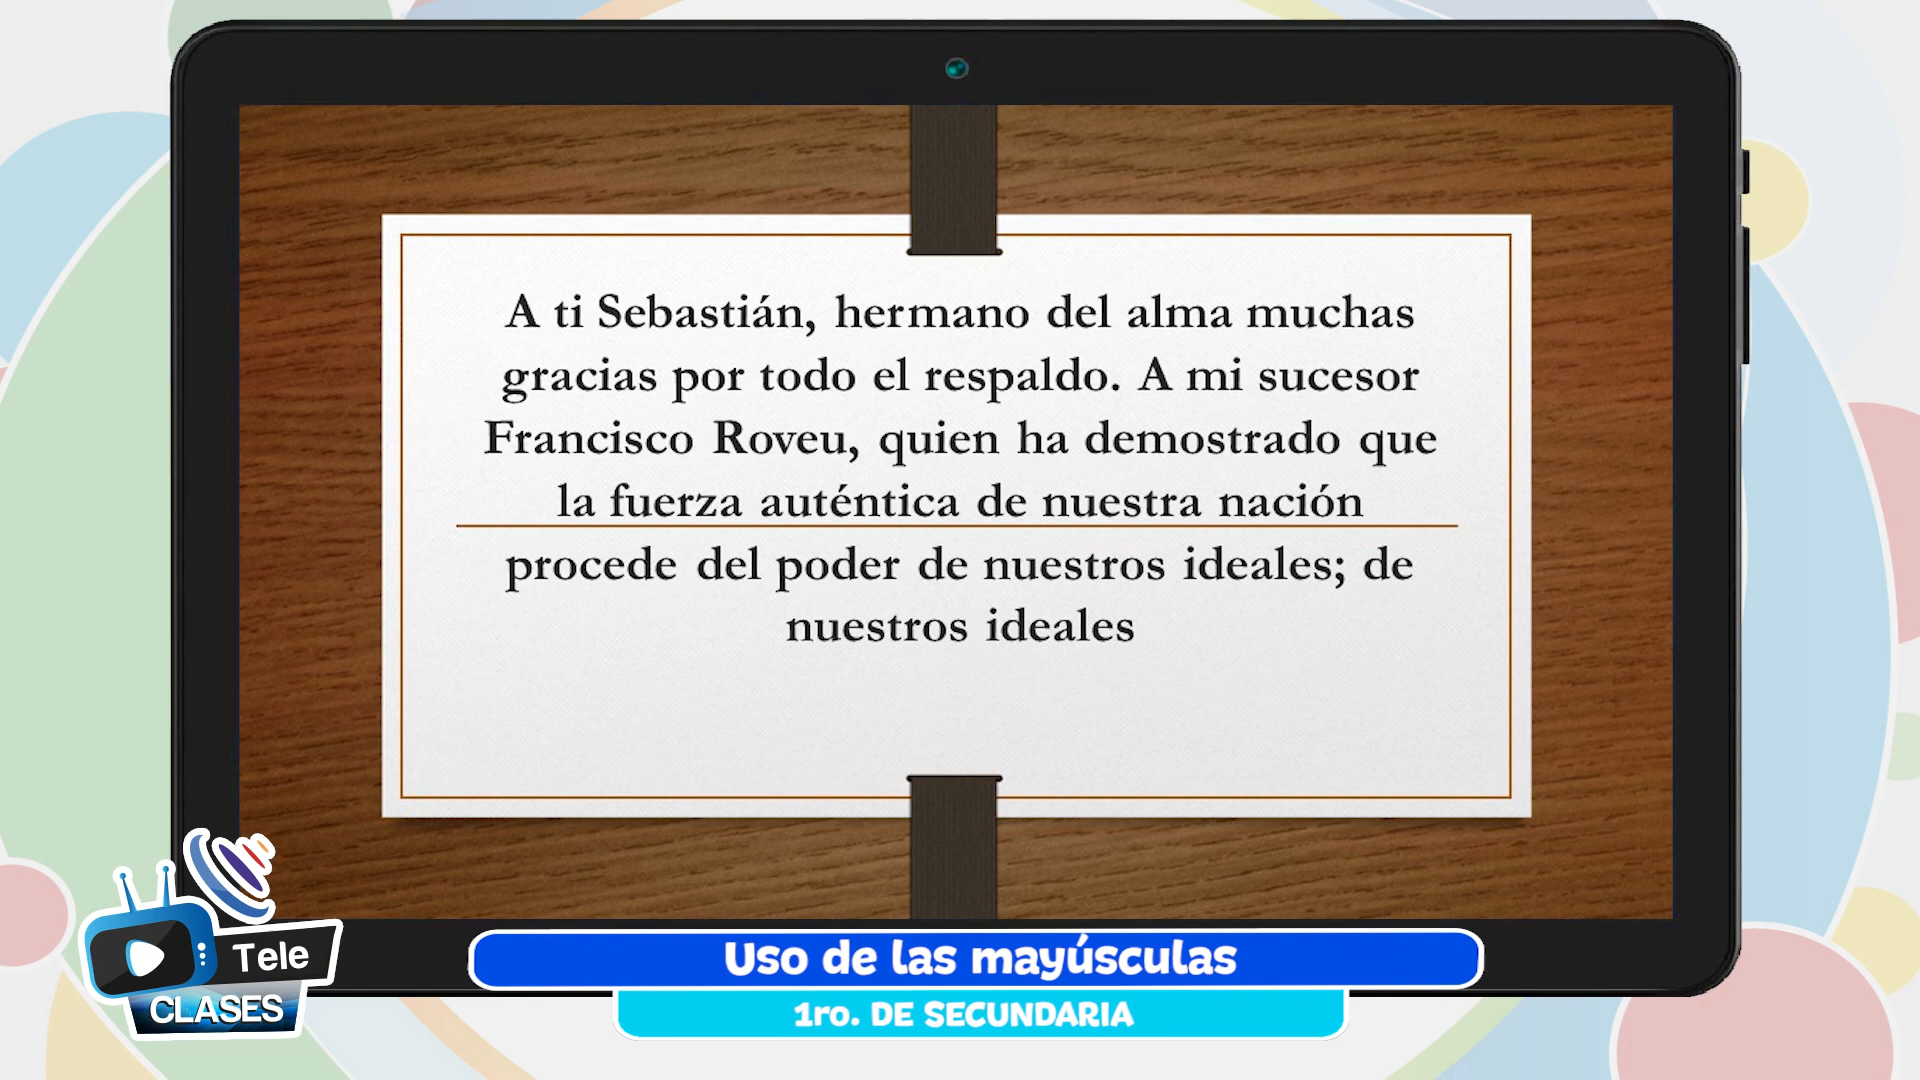 A ti Sebastián, hermano del alma muchas
gracias por todo el respaldo. A mi sucesor
Francisco Roveu, quien ha demostrado que
la fuerza auténtica de nuestra nación
procede del poder de nuestros ideales; de
nuestros ideales
Tele
CLASES
Uso de las mayúsculas
1ro. DE SECUNDARIA